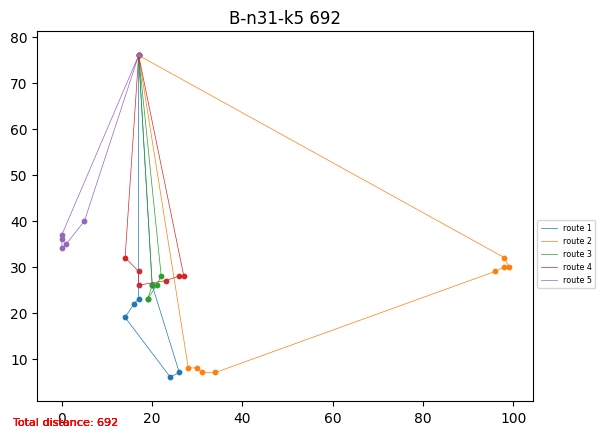 B-n31-k5 692
80
70
60
50
40
30
20
10
0 20 40 60 80 100
route 1
route 2
route 3
route 4
route 5
Total distance: 692